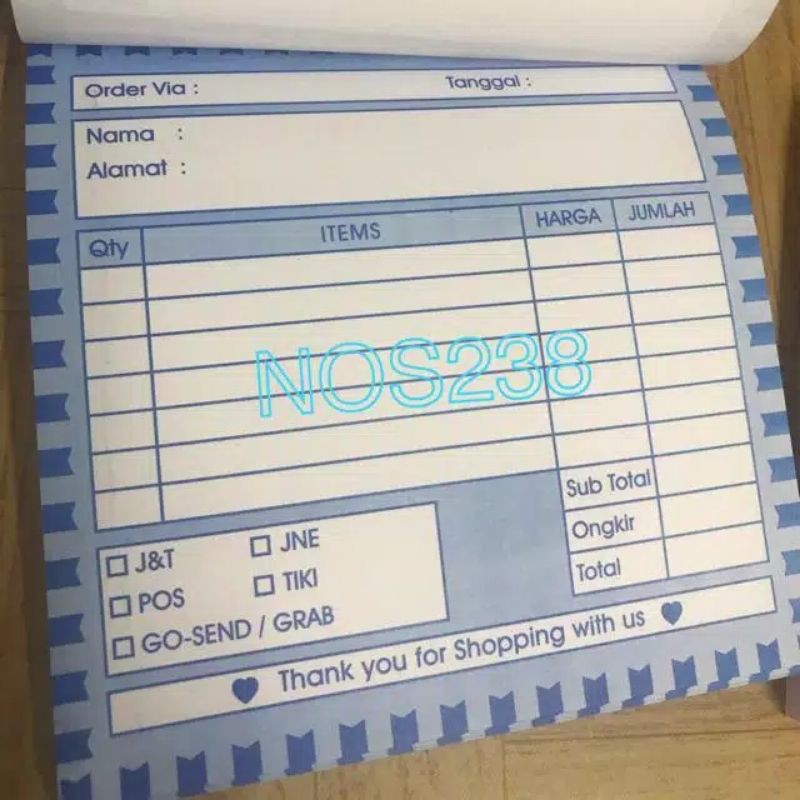 Order Via : Tanggal :
Nama :
Alamat :
Qty ITEMS HARGA JUMLAH
NOS238
Sub Total
Ongkir
Total
J&T JNE
POS TIKI
GO-SEND / GRAB
Thank you for Shopping with us